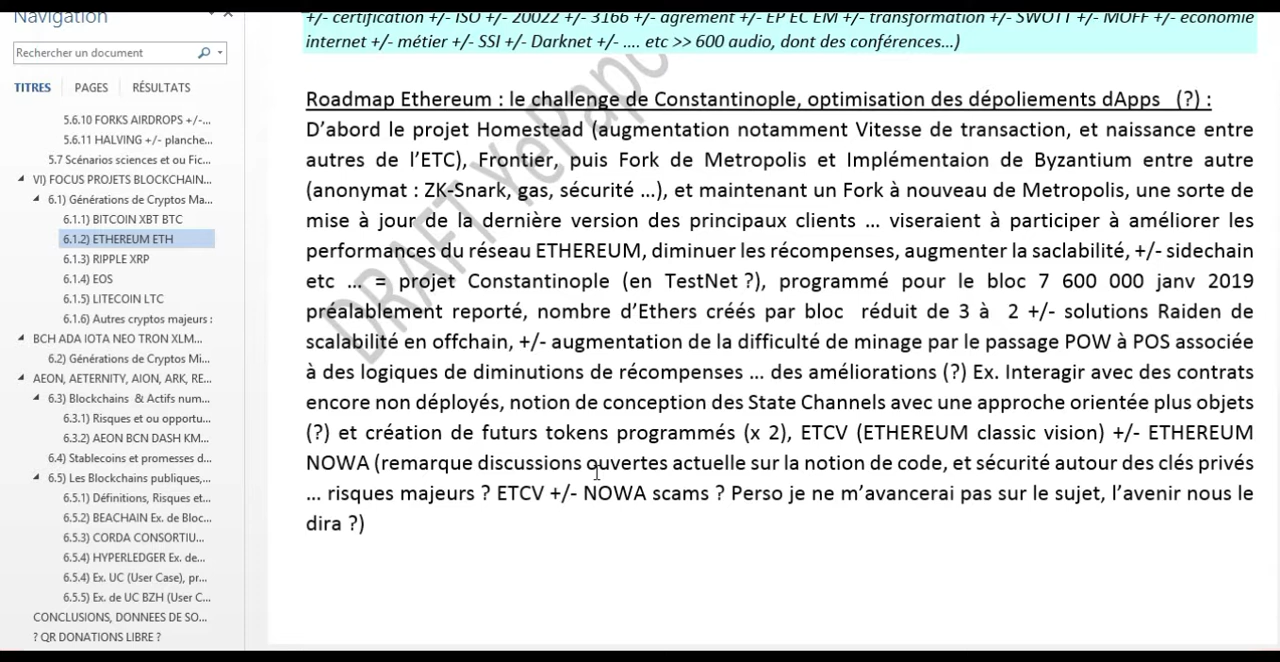 Navigation
Rechercher un document
TITRES PAGES RÉSULTATS
5.6.10 FORKS AIRDROPS +/-...
5.6.11 HALVING +/- planche...
5.7 Scénarios sciences et ou Fic...
VI) FOCUS PROJETS BLOCKCHAIN...
6.1) Générations de Cryptos Ma...
6.1.1) BITCOIN XBT BTC
6.1.2) ETHEREUM ETH
6.1.3) RIPPLE XRP
6.1.4) EOS
6.1.5) LITECOIN LTC
6.1.6) Autres cryptos majeurs :
BCH ADA IOTA NEO TRON XLM...
6.2) Générations de Cryptos Mi...
AEON, AETERNITY, AION, ARK, RE...
6.3) Blockchains & Actifs num...
6.3.1) Risques et ou opportu...
6.3.2) AEON BCN DASH KM...
6.4) Stablecoins et promesses d...
6.5) Les Blockchains publiques,...
6.5.1) Définitions, Risques et...
6.5.2) BEACHAIN Ex. de Bloc...
6.5.3) CORDA CONSORTIU...
6.5.4) HYPERLEDGER Ex. de...
6.5.4) Ex. UC (User Case), pr...
6.5.5) Ex. de UC BZH (User C...
CONCLUSIONS, DONNEES DE SO...
? QR DONATIONS LIBRE ?
+/- certification +/- ISO +/- 20022 +/- 3166 +/- agrément +/- EP EC EM +/- transformation +/- SWOTT +/- MOFF +/- économie
internet +/- métier +/- SSI +/- Darknet +/- .... etc >> 600 audio, dont des conférences...)
Roadmap Ethereum : le challenge de Constantinople, optimisation des dépoliements dApps (?) :
D’abord le projet Homestead (augmentation notamment Vitesse de transaction, et naissance entre
autres de l’ETC), Frontier, puis Fork de Metropolis et Implémentaion de Byzantium entre autre
(anonymat : ZK-Snark, gas, sécurité ...), et maintenant un Fork à nouveau de Metropolis, une sorte de
mise à jour de la dernière version des principaux clients ... viseraient à participer à améliorer les
performances du réseau ETHEREUM, diminuer les récompenses, augmenter la saclabilité, +/- sidechain
etc ... = projet Constantinople (en TestNet ?), programmé pour le bloc 7 600 000 janv 2019
préalablement reporté, nombre d’Ethers créés par bloc réduit de 3 à 2 +/- solutions Raiden de
scalabilité en offchain, +/- augmentation de la difficulté de minage par le passage POW à POS associée
à des logiques de diminutions de récompenses ... des améliorations (?) Ex. Interagir avec des contrats
encore non déployés, notion de conception des State Channels avec une approche orientée plus objets
(?) et création de futurs tokens programmés (x 2), ETCV (ETHEREUM classic vision) +/- ETHEREUM
NOWA (remarque discussions ouvertes actuelle sur la notion de code, et sécurité autour des clés privés
... risques majeurs ? ETCV +/- NOWA scams ? Perso je ne m’avancerai pas sur le sujet, l’avenir nous le
dira ?)
DRAFT YePapo